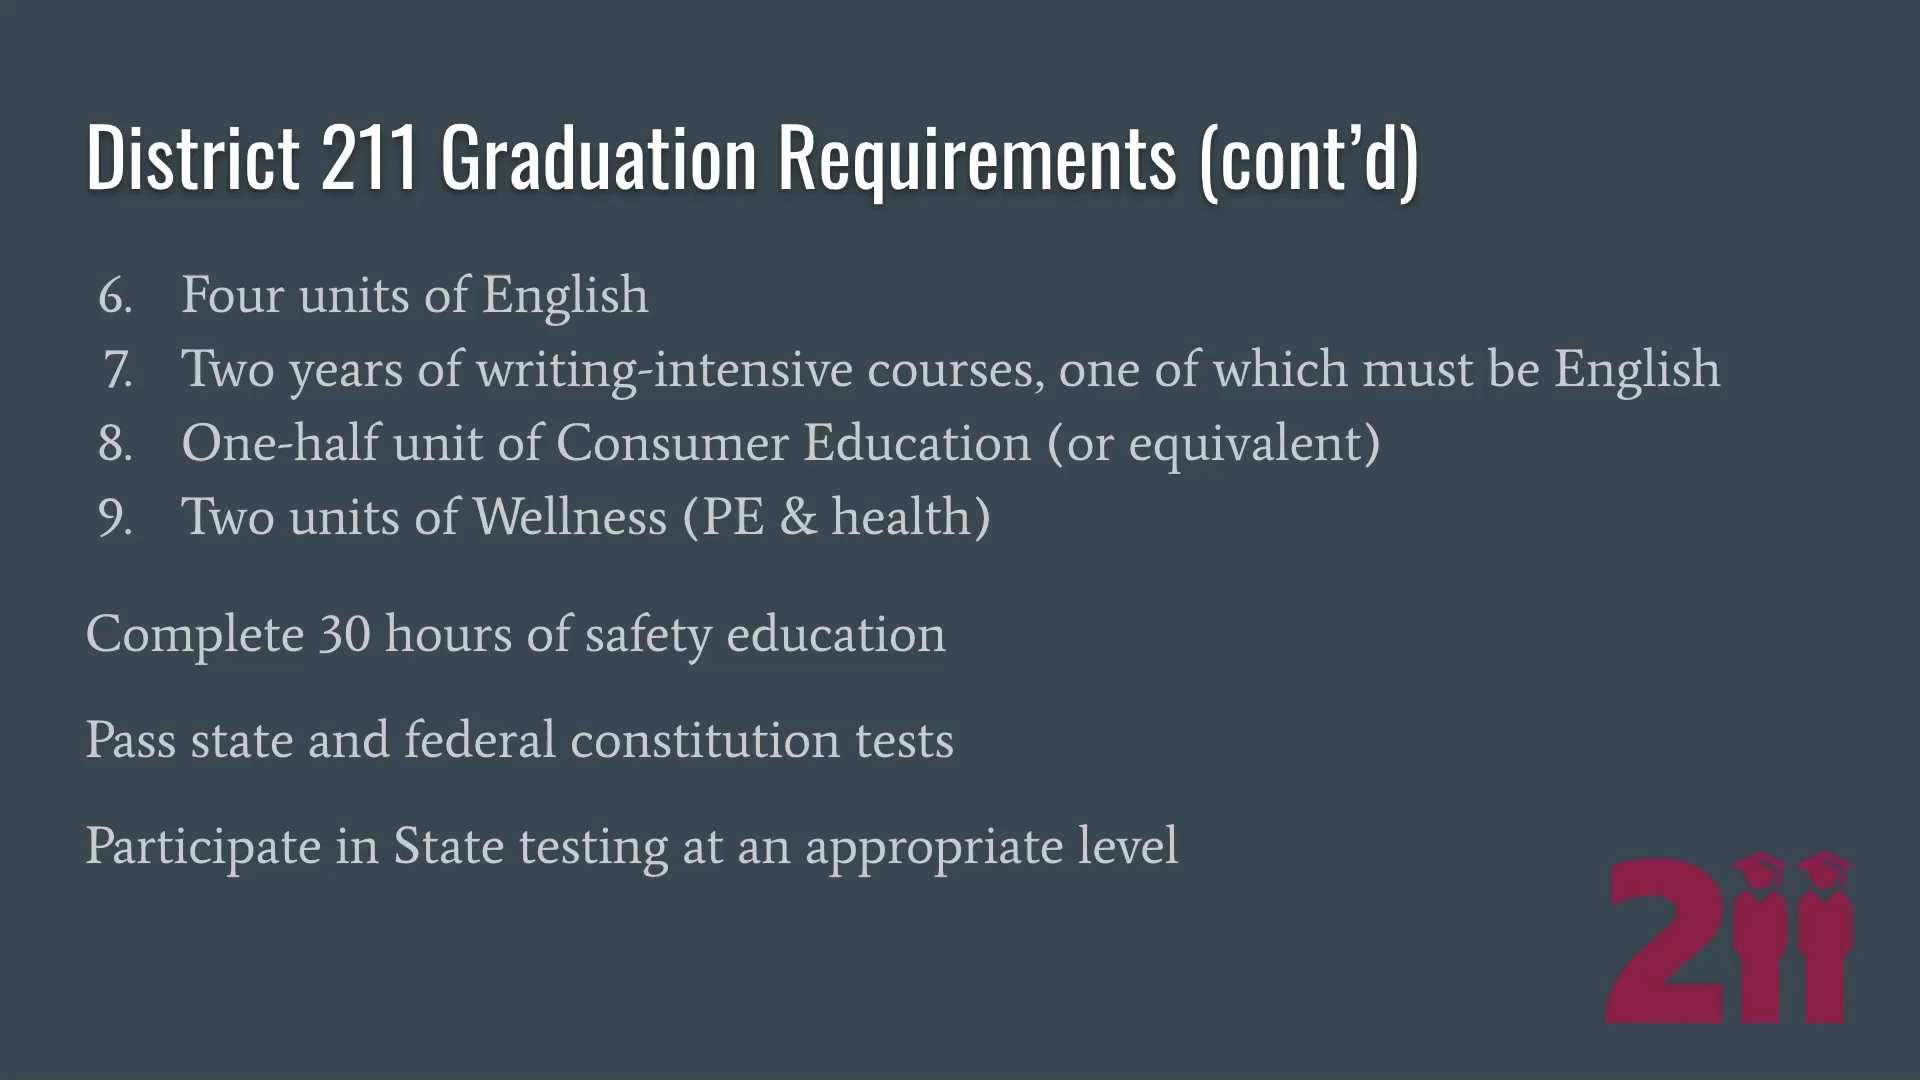 District 211 Graduation Requirements (cont’d)
6. Four units of English
7. Two years of writing-intensive courses, one of which must be English
8. One-half unit of Consumer Education (or equivalent)
9. Two units of Wellness (PE & health)
Complete 30 hours of safety education
Pass state and federal constitution tests
Participate in State testing at an appropriate level
211